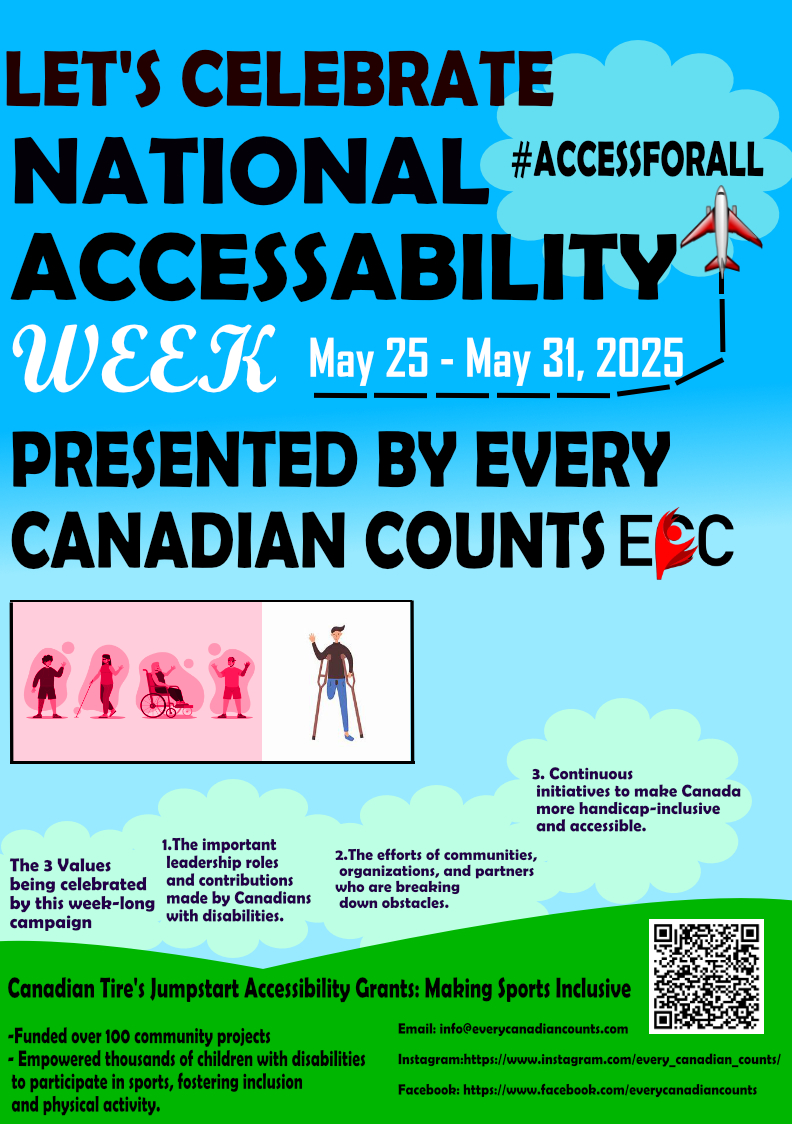 LET'S CELEBRATE
NATIONAL
#ACCESSFORALL
ACCESSABILITY
WEEK
May 25 - May 31, 2025
PRESENTED BY EVERY
CANADIAN COUNTS ECC
The 3 Values
being celebrated
by this week-long
campaign
1.The important
leadership roles
and contributions
made by Canadians
with disabilities.
2.The efforts of communities,
organizations, and partners
who are breaking
down obstacles.
3. Continuous
initiatives to make Canada
more handicap-inclusive
and accessible.
Canadian Tire's Jumpstart Accessibility Grants: Making Sports Inclusive
-Funded over 100 community projects
- Empowered thousands of children with disabilities
to participate in sports, fostering inclusion
and physical activity.
Email: info@everycanadiancounts.com
Instagram:https://www.instagram.com/every_canadian_counts/
Facebook: https://www.facebook.com/everycanadiancounts